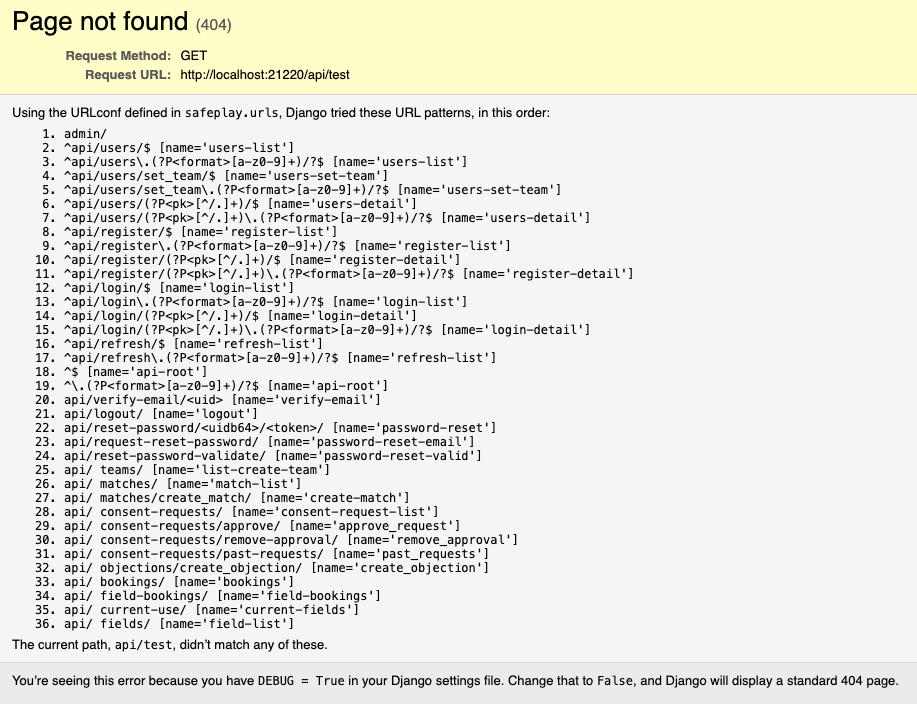 Page not found (404)
Request Method: GET
Request URL: http://localhost:21220/api/test
Using the URLconf defined in safeplay.urls, Django tried these URL patterns, in this order:
1. admin/
2. ^api/users/$ [name='users-list']
3. ^api/users\.(?P<format>[a-z0-9]+)/?$ [name='users-list']
4. ^api/users/set_team/$ [name='users-set-team']
5. ^api/users/set_team\.(?P<format>[a-z0-9]+)/?$ [name='users-set-team']
6. ^api/users/(?P<pk>[^/.]+)/$ [name='users-detail']
7. ^api/users/(?P<pk>[^/.]+)\.(?P<format>[a-z0-9]+)/?$ [name='users-detail']
8. ^api/register/$ [name='register-list']
9. ^api/register\.(?P<format>[a-z0-9]+)/?$ [name='register-list']
10. ^api/register/(?P<pk>[^/.]+)/$ [name='register-detail']
11. ^api/register/(?P<pk>[^/.]+)\.(?P<format>[a-z0-9]+)/?$ [name='register-detail']
12. ^api/login/$ [name='login-list']
13. ^api/login\.(?P<format>[a-z0-9]+)/?$ [name='login-list']
14. ^api/login/(?P<pk>[^/.]+)/$ [name='login-detail']
15. ^api/login/(?P<pk>[^/.]+)\.(?P<format>[a-z0-9]+)/?$ [name='login-detail']
16. ^api/refresh/$ [name='refresh-list']
17. ^api/refresh\.(?P<format>[a-z0-9]+)/?$ [name='refresh-list']
18. ^$ [name='api-root']
19. ^\.(?P<format>[a-z0-9]+)/?$ [name='api-root']
20. api/verify-email/<uid> [name='verify-email']
21. api/logout/ [name='logout']
22. api/reset-password/<uidb64>/<token>/ [name='password-reset']
23. api/request-reset-password/ [name='password-reset-email']
24. api/reset-password-validate/ [name='password-reset-valid']
25. api/ teams/ [name='list-create-team']
26. api/ matches/ [name='match-list']
27. api/ matches/create_match/ [name='create-match']
28. api/ consent-requests/ [name='consent-request-list']
29. api/ consent-requests/approve/ [name='approve_request']
30. api/ consent-requests/remove-approval/ [name='remove_approval']
31. api/ consent-requests/past-requests/ [name='past_requests']
32. api/ objections/create_objection/ [name='create_objection']
33. api/ bookings/ [name='bookings']
34. api/ field-bookings/ [name='field-bookings']
35. api/ current-use/ [name='current-fields']
36. api/ fields/ [name='field-list']
The current path, api/test, didn’t match any of these.
You’re seeing this error because you have DEBUG = True in your Django settings file. Change that to False, and Django will display a standard 404 page.